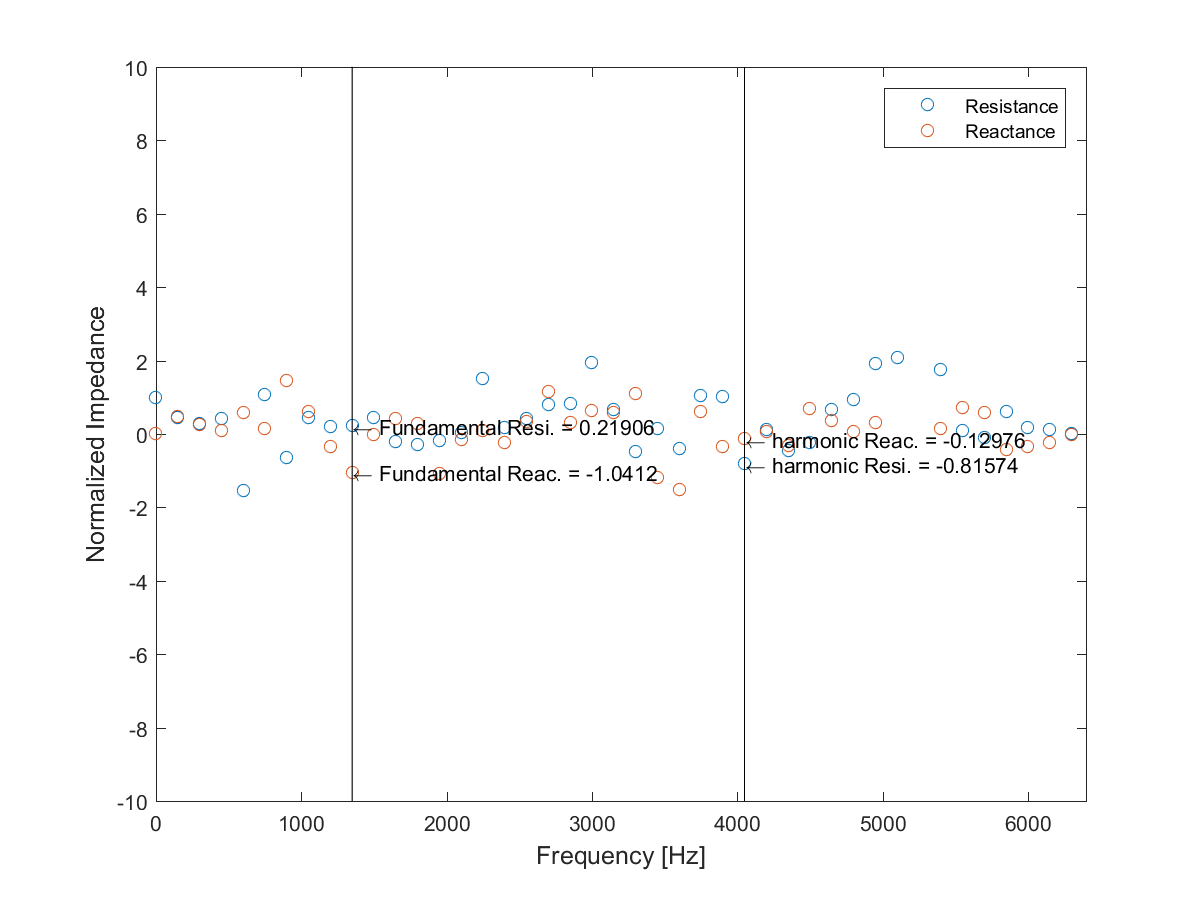 Resistance
Reactance
10
8
6
4
2
0
-2
-4
-6
-8
-10
Normalized Impedance
← Fundamental Resi. = 0.21906
← Fundamental Reac. = -1.0412
← harmonic Reac. = -0.12976
← harmonic Resi. = -0.81574
0 1000 2000 3000 4000 5000 6000
Frequency [Hz]